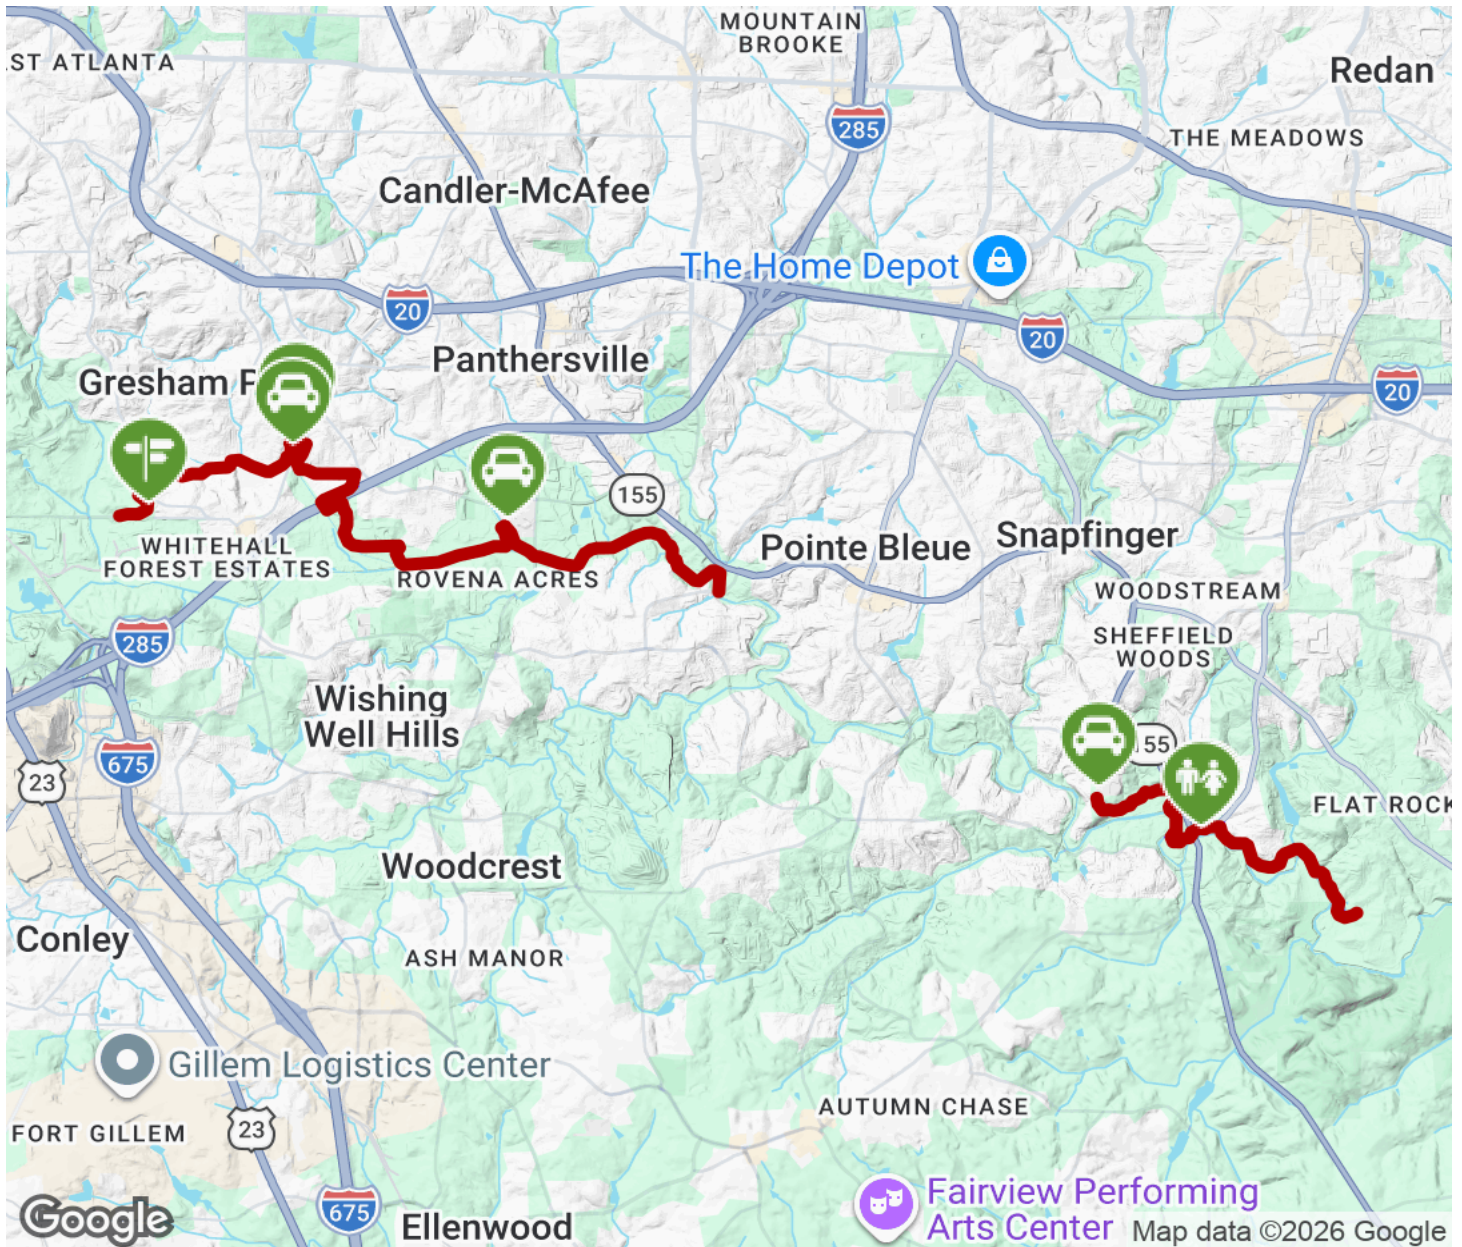 MOUNTAIN
BROOKE
ST ATLANTA
Redan
285
THE MEADOWS
Candler-McAfee
The Home Depot
20
20
Panthersville
Gresham P
20
155
Pointe Bleue
Snapfinger
WHITEHALL
FOREST ESTATES
ROVENA ACRES
WOODSTREAM
285
SHEFFIELD
WOODS
Wishing
Well Hills
55
675
23
FLAT ROCK
Woodcrest
Conley
ASH MANOR
Gillem Logistics Center
AUTUMN CHASE
FORT GILLEM
23
Fairview Performing
Arts Center
675
Google
Ellenwood
Map data ©2026 Google